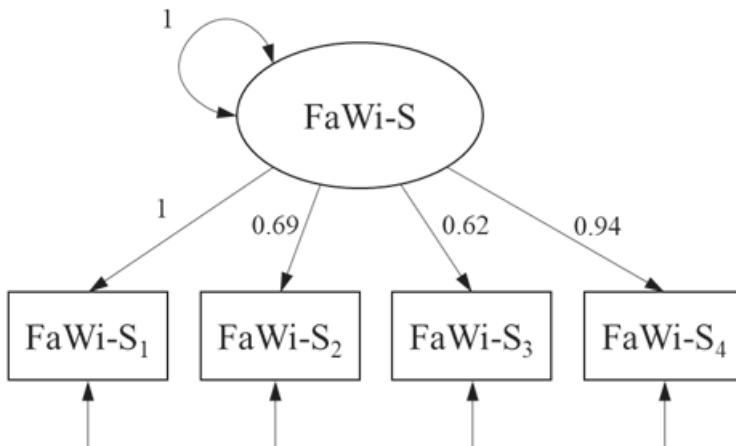 1
FaWi-S
1
0.69
0.62
0.94
FaWi-S₁
FaWi-S₂
FaWi-S₃
FaWi-S₄